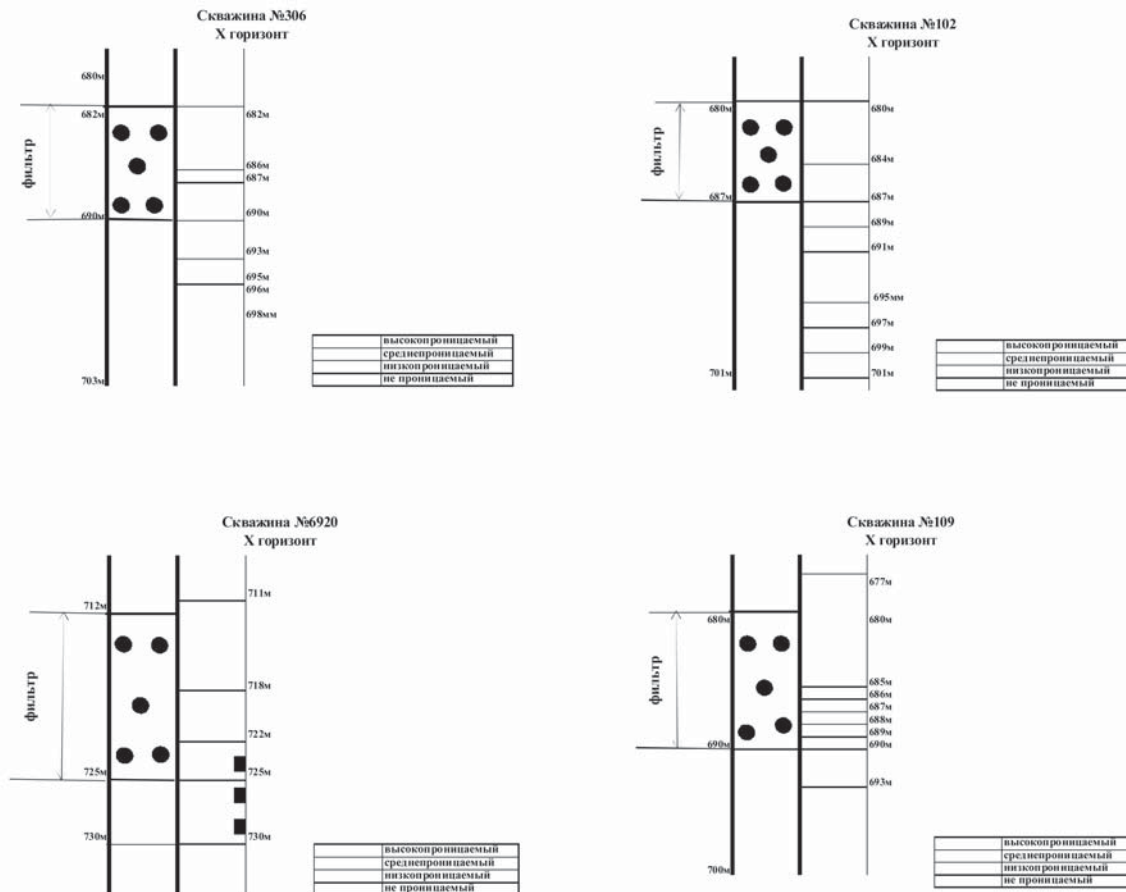 Скважина №306
X горизонт
680м
682м
682м
фильтр
686м
687м
690м
690м
693м
695м
696м
698мм
703м
высокопроницаемый
среднепроницаемый
низкопроницаемый
не проницаемый
Скважина №102
X горизонт
680м
680м
фильтр
684м
687м
687м
689м
691м
695мм
697м
699м
701м
701м
высокопроницаемый
среднепроницаемый
низкопроницаемый
не проницаемый
Скважина №6920
X горизонт
711м
712м
фильтр
718м
722м
725м
725м
730м
730м
высокопроницаемый
среднепроницаемый
низкопроницаемый
не проницаемый
Скважина №109
X горизонт
677м
680м
680м
фильтр
685м
686м
687м
688м
689м
690м
690м
693м
700м
высокопроницаемый
среднепроницаемый
низкопроницаемый
не проницаемый